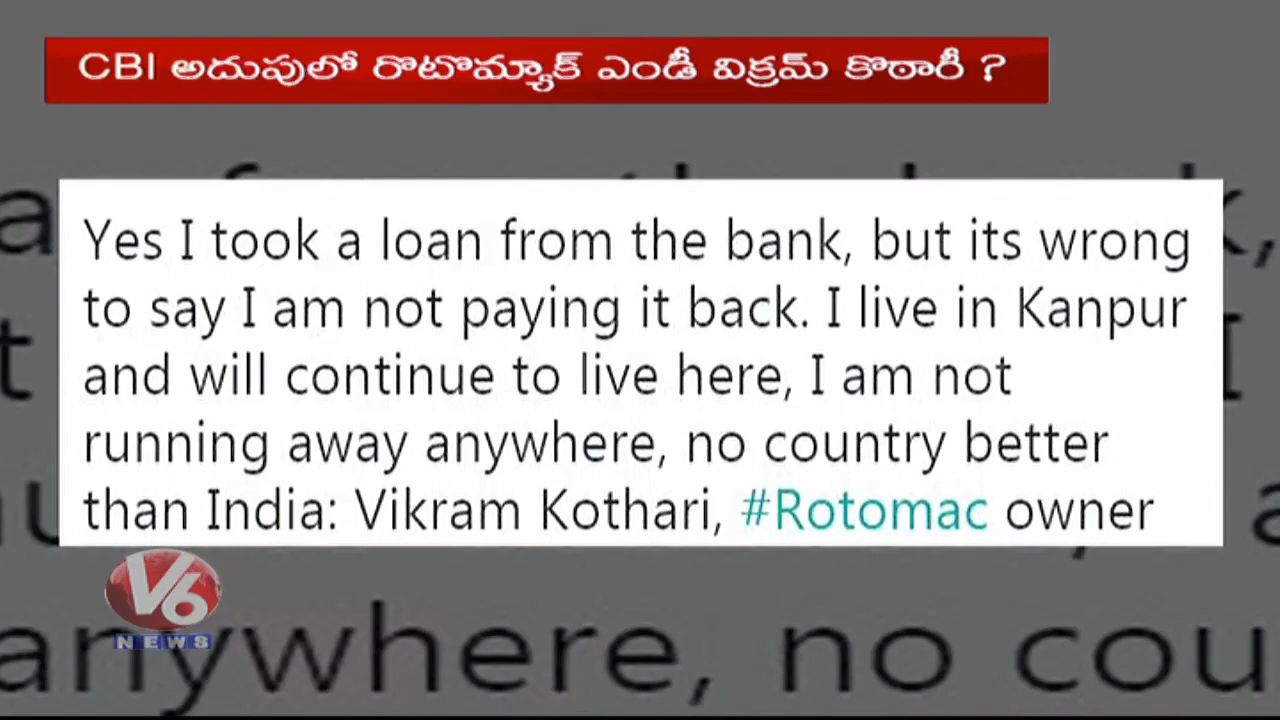 CBI అదుపులో రొటొమ్యాక్ ఎండీ విక్రమ్ కొఠారీ ?
Yes I took a loan from the bank, but its wrong
to say I am not paying it back. I live in Kanpur
and will continue to live here, I am not
running away anywhere, no country better
than India: Vikram Kothari, #Rotomac owner
V6
NEWS
anywhere, no cou